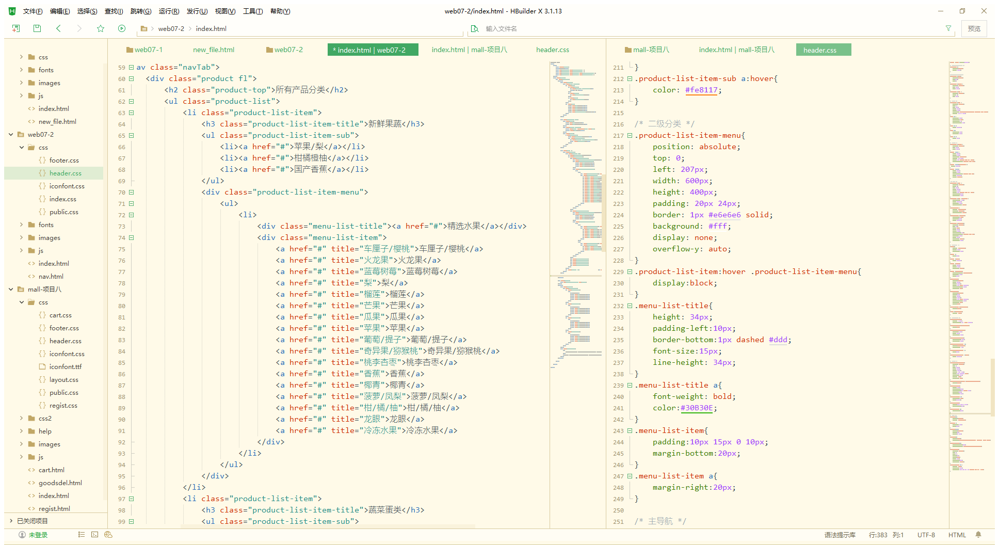 文件(F) 编辑(E) 选择(S) 查找(I) 跳转(G) 运行(R) 发行(U) 视图(V) 工具(T) 帮助(Y)
web07-2/index.html - HBuilder X 3.1.13
web07-2 index.html
输入文件名
预览
css
fonts
images
js
index.html
new_file.html
web07-2
css
footer.css
header.css
iconfont.css
index.css
public.css
fonts
images
js
index.html
nav.html
mall-项目八
css
cart.css
footer.css
header.css
iconfont.css
iconfont.ttf
layout.css
public.css
regist.css
css2
help
images
js
cart.html
goodsdel.html
index.html
regist.html
已关闭项目
web07-1 new_file.html web07-2 * index.html | web07-2 index.html | mall-项目八 header.css
59 av class="navTab">
60 <div class="product fl">
61 <h2 class="product-top">所有产品分类</h2>
62 <ul class="product-list">
63 <li class="product-list-item">
64 <h3 class="product-list-item-title">新鲜果蔬</h3>
65 <ul class="product-list-item-sub">
66 <li><a href="#">苹果/梨</a></li>
67 <li><a href="#">柑橘橙柚</a></li>
68 <li><a href="#">国产香蕉</a></li>
69 </ul>
70 <div class="product-list-item-menu">
71 <ul>
72 <li>
73 <div class="menu-list-title"><a href="#">精选水果</a></div>
74 <div class="menu-list-item">
75 <a href="#" title="车厘子/樱桃">车厘子/樱桃</a>
76 <a href="#" title="火龙果">火龙果</a>
77 <a href="#" title="蓝莓树莓">蓝莓树莓</a>
78 <a href="#" title="梨">梨</a>
79 <a href="#" title="榴莲">榴莲</a>
80 <a href="#" title="芒果">芒果</a>
81 <a href="#" title="瓜果">瓜果</a>
82 <a href="#" title="苹果">苹果</a>
83 <a href="#" title="葡萄/提子">葡萄/提子</a>
84 <a href="#" title="奇异果/猕猴桃">奇异果/猕猴桃</a>
85 <a href="#" title="桃李杏枣">桃李杏枣</a>
86 <a href="#" title="香蕉">香蕉</a>
87 <a href="#" title="椰青">椰青</a>
88 <a href="#" title="菠萝/凤梨">菠萝/凤梨</a>
89 <a href="#" title="柑/橘/柚">柑/橘/柚</a>
90 <a href="#" title="龙眼">龙眼</a>
91 <a href="#" title="冷冻水果">冷冻水果</a>
92 </div>
93 </li>
94 </ul>
95 </div>
96 </li>
97 <li class="product-list-item">
98 <h3 class="product-list-item-title">蔬菜蛋类</h3>
99 <ul class="product-list-item-sub">
mall-项目八 index.html | mall-项目八 header.css
211 }
212 .product-list-item-sub a:hover{
213 color: #fe8117;
214 }
215
216 /* 二级分类 */
217 .product-list-item-menu{
218 position: absolute;
219 top: 0;
220 left: 207px;
221 width: 600px;
222 height: 400px;
223 padding: 20px 24px;
224 border: 1px #e6e6e6 solid;
225 background: #fff;
226 display: none;
227 overflow-y: auto;
228 }
229 .product-list-item:hover .product-list-item-menu{
230 display:block;
231 }
232 .menu-list-title{
233 height: 34px;
234 padding-left:10px;
235 border-bottom:1px dashed #ddd;
236 font-size:15px;
237 line-height: 34px;
238 }
239 .menu-list-title a{
240 font-weight: bold;
241 color:#30B30E;
242 }
243 .menu-list-item{
244 padding:10px 15px 0 10px;
245 margin-bottom:20px;
246 }
247 .menu-list-item a{
248 margin-right:20px;
249 }
250
251 /* 主导航 */
未登录
语法提示库 行:383 列:1 UTF-8 HTML